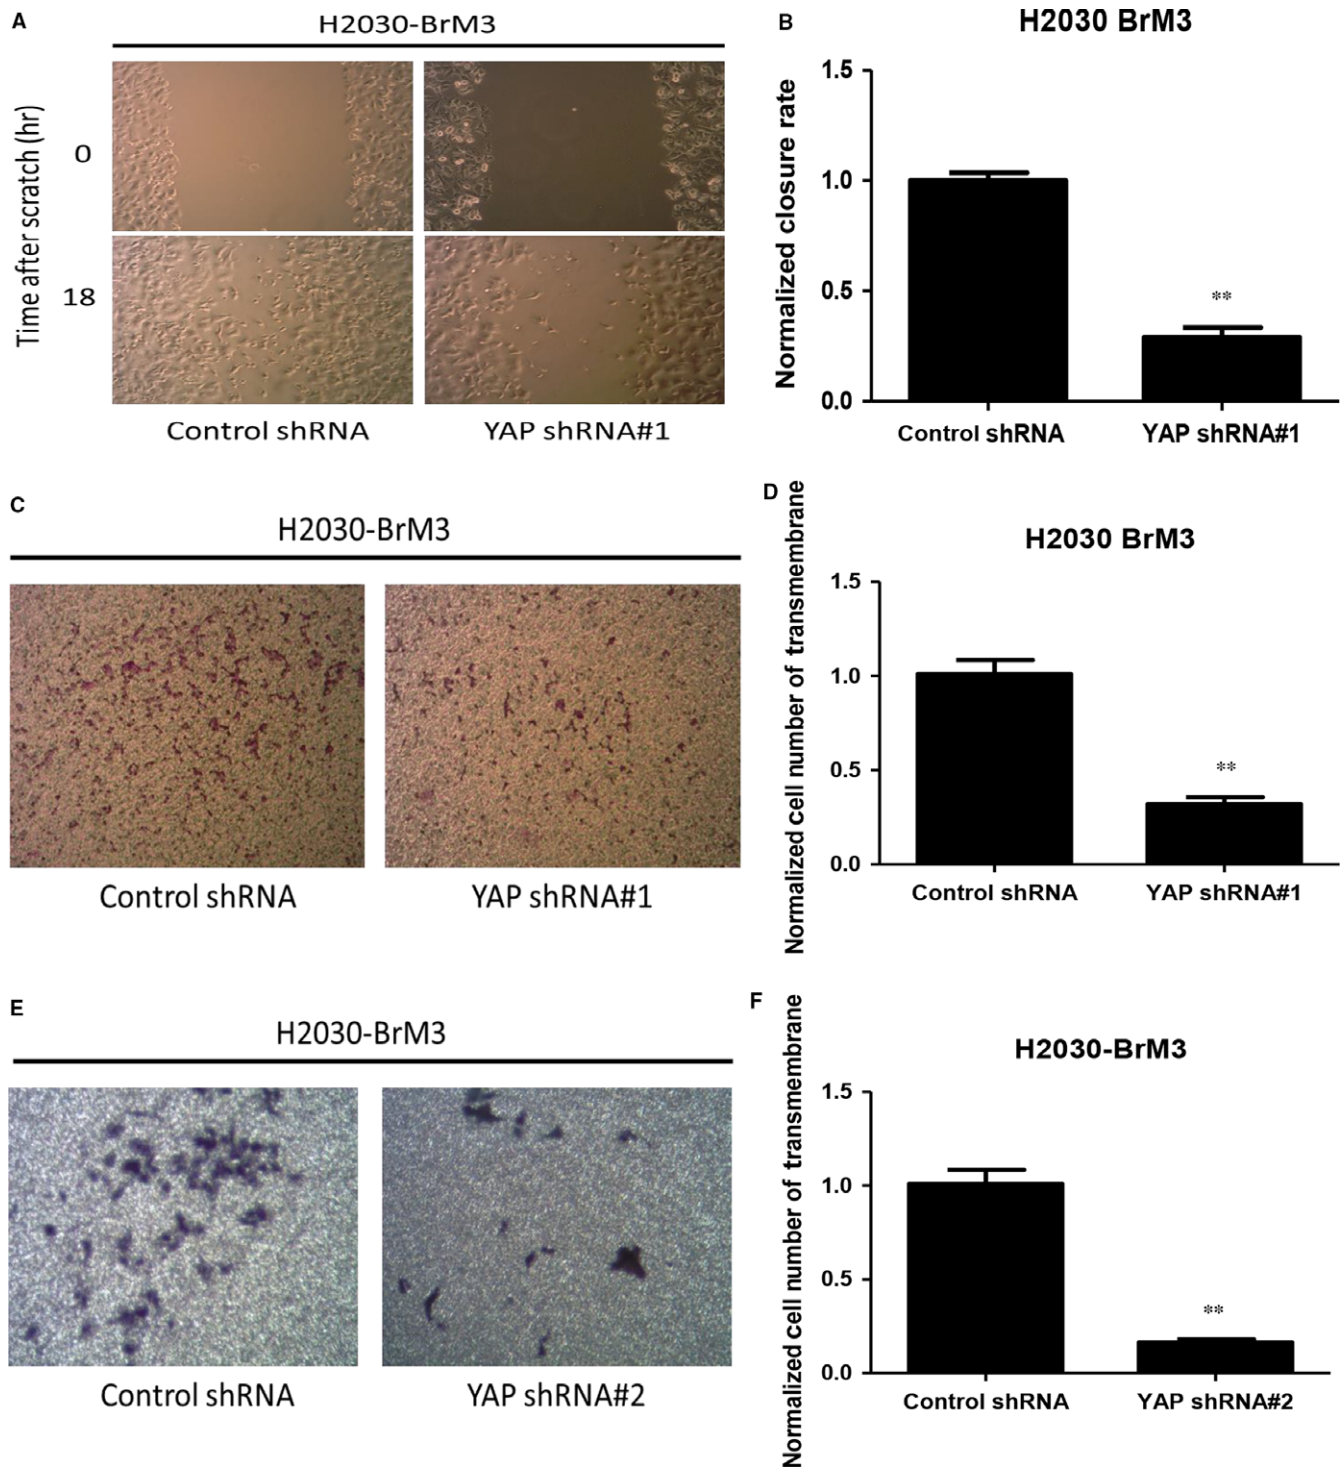 A
H2030-BrM3
Time after scratch (hr)
0
18
Control shRNA
YAP shRNA#1
B
H2030 BrM3
Normalized closure rate
1.5
1.0
0.5
0.0
**
Control shRNA
YAP shRNA#1
C
H2030-BrM3
Control shRNA
YAP shRNA#1
D
H2030 BrM3
Normalized cell number of transmembrane
1.5
1.0
0.5
0.0
**
Control shRNA
YAP shRNA#1
E
H2030-BrM3
Control shRNA
YAP shRNA#2
F
H2030-BrM3
Normalized cell number of transmembrane
1.5
1.0
0.5
0.0
**
Control shRNA
YAP shRNA#2